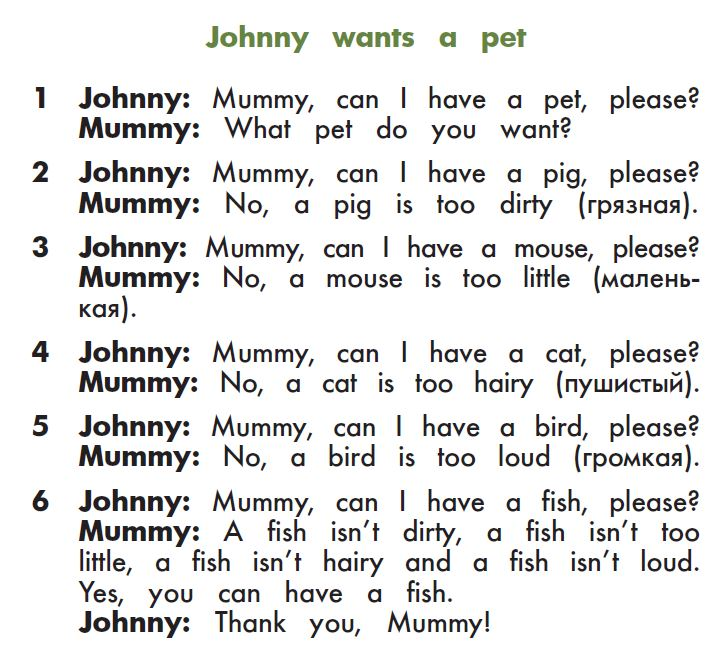 Johnny wants a pet
1 Johnny: Mummy, can I have a pet, please?
Mummy: What pet do you want?
2 Johnny: Mummy, can I have a pig, please?
Mummy: No, a pig is too dirty (грязная).
3 Johnny: Mummy, can I have a mouse, please?
Mummy: No, a mouse is too little (малень-
кая).
4 Johnny: Mummy, can I have a cat, please?
Mummy: No, a cat is too hairy (пушистый).
5 Johnny: Mummy, can I have a bird, please?
Mummy: No, a bird is too loud (громкая).
6 Johnny: Mummy, can I have a fish, please?
Mummy: A fish isn’t dirty, a fish isn’t too
little, a fish isn’t hairy and a fish isn’t loud.
Yes, you can have a fish.
Johnny: Thank you, Mummy!